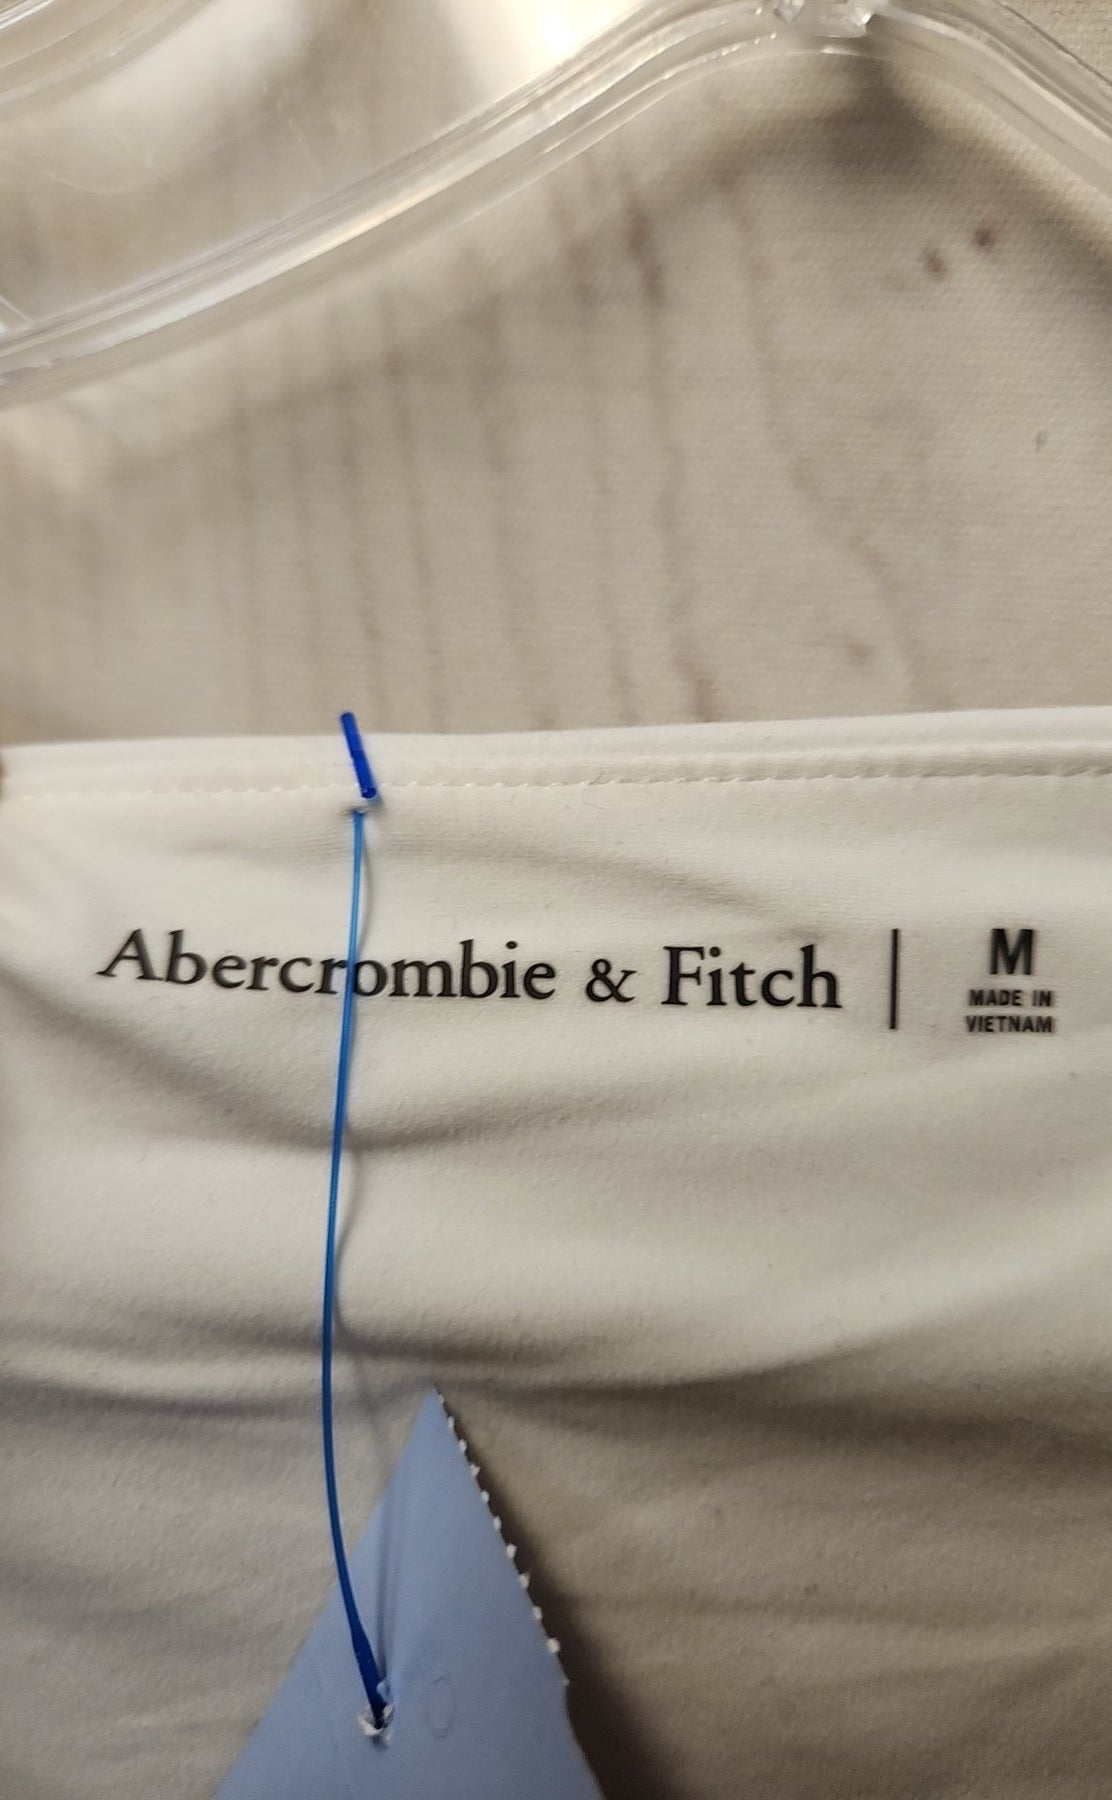 Abercrombie & Fitch | M
MADE IN
VIETNAM